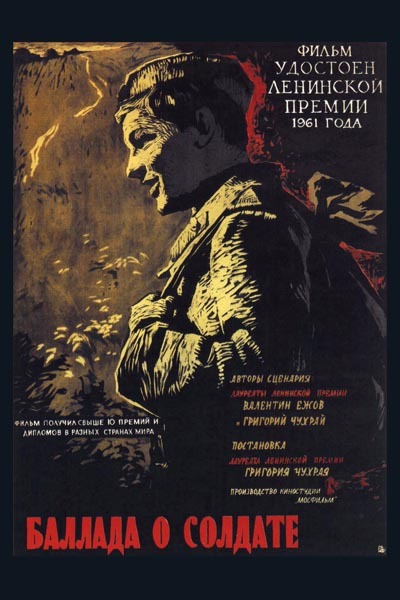 ФИЛЬМ
УДОСТОЕН
ЛЕНИНСКОЙ
ПРЕМИИ
1961 ГОДА
АВТОРЫ СЦЕНАРИЯ
ЛАУРЕАТЫ ЛЕНИНСКОЙ ПРЕМИИ
ВАЛЕНТИН ЕЖОВ
И ГРИГОРИЙ ЧУХРАЙ
ФИЛЬМ ПОЛУЧИЛ СВЫШЕ 10 ПРЕМИЙ И
ДИПЛОМОВ В РАЗНЫХ СТРАНАХ МИРА
ПОСТАНОВКА
ЛАУРЕАТА ЛЕНИНСКОЙ ПРЕМИИ
ГРИГОРИЯ ЧУХРАЯ
ПРОИЗВОДСТВО КИНОСТУДИИ
"МОСФИЛЬМ"
БАЛЛАДА О СОЛДАТЕ